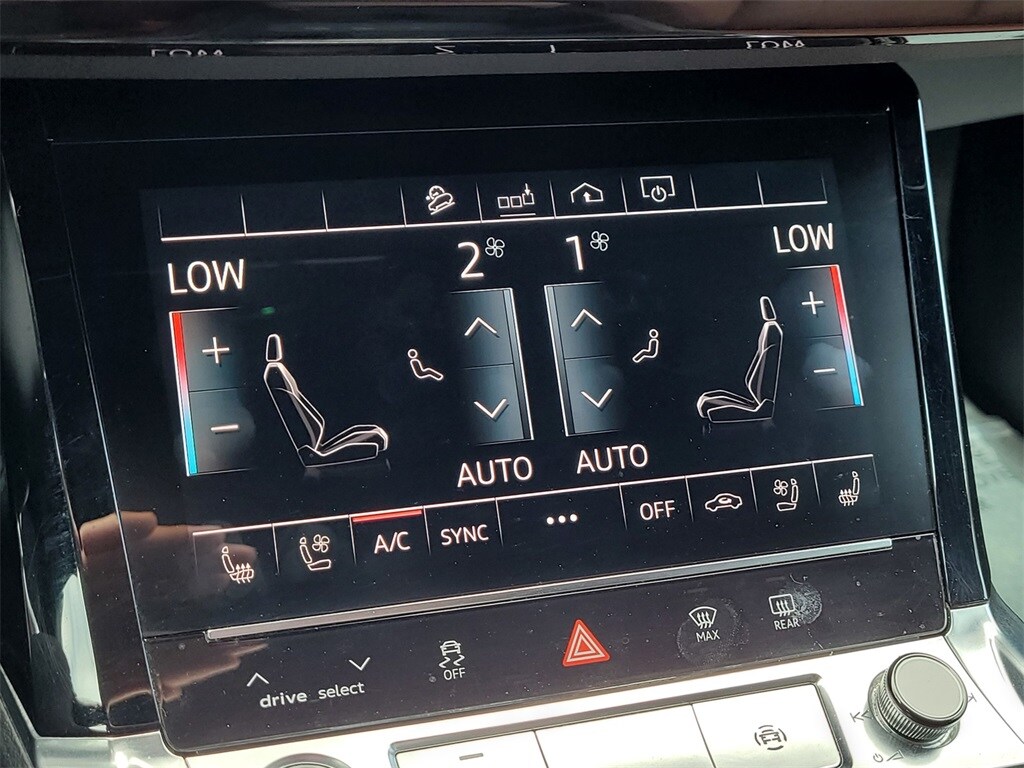 LOW 2 1 LOW
+ +
- -
AUTO AUTO
A/C SYNC ... OFF
drive select OFF MAX REAR